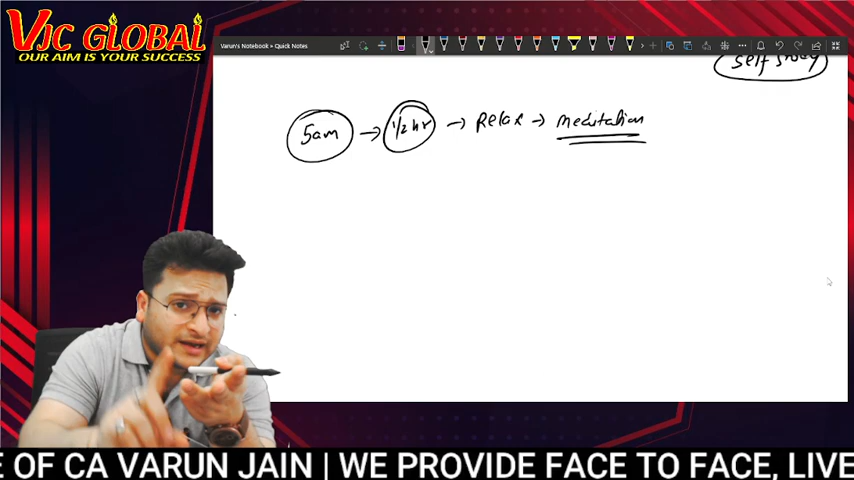 VJC GLOBAL
OUR AIM IS YOUR SUCCESS
Varun's Notebook > Quick Notes
Self Study
5am → 1/2 hr → Relax → meditation
E OF CA VARUN JAIN | WE PROVIDE FACE TO FACE, LIVE